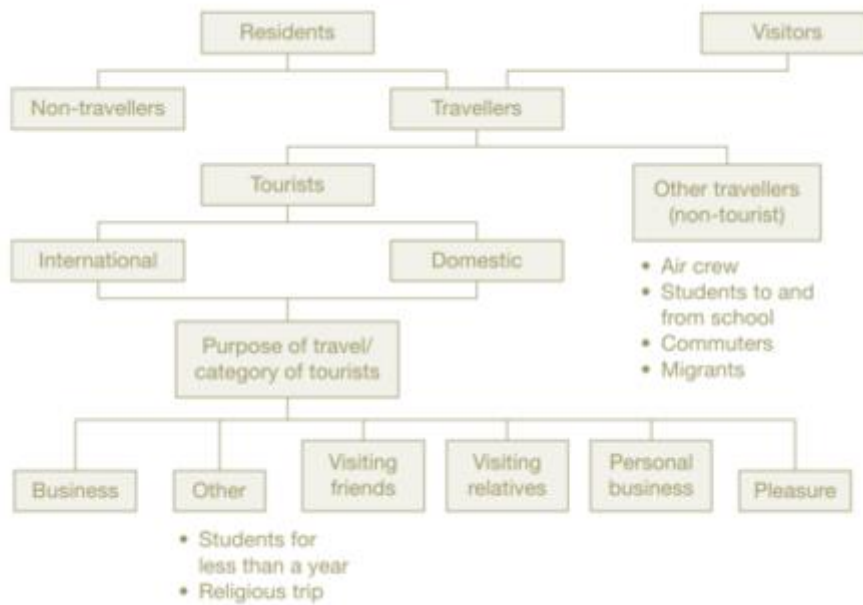 Residents
Visitors
Non-travellers
Travellers
Tourists
Other travellers
(non-tourist)
International
Domestic
• Air crew
• Students to and
from school
• Commuters
• Migrants
Purpose of travel/
category of tourists
Business
Other
Visiting
friends
Visiting
relatives
Personal
business
Pleasure
• Students for
less than a year
• Religious trip